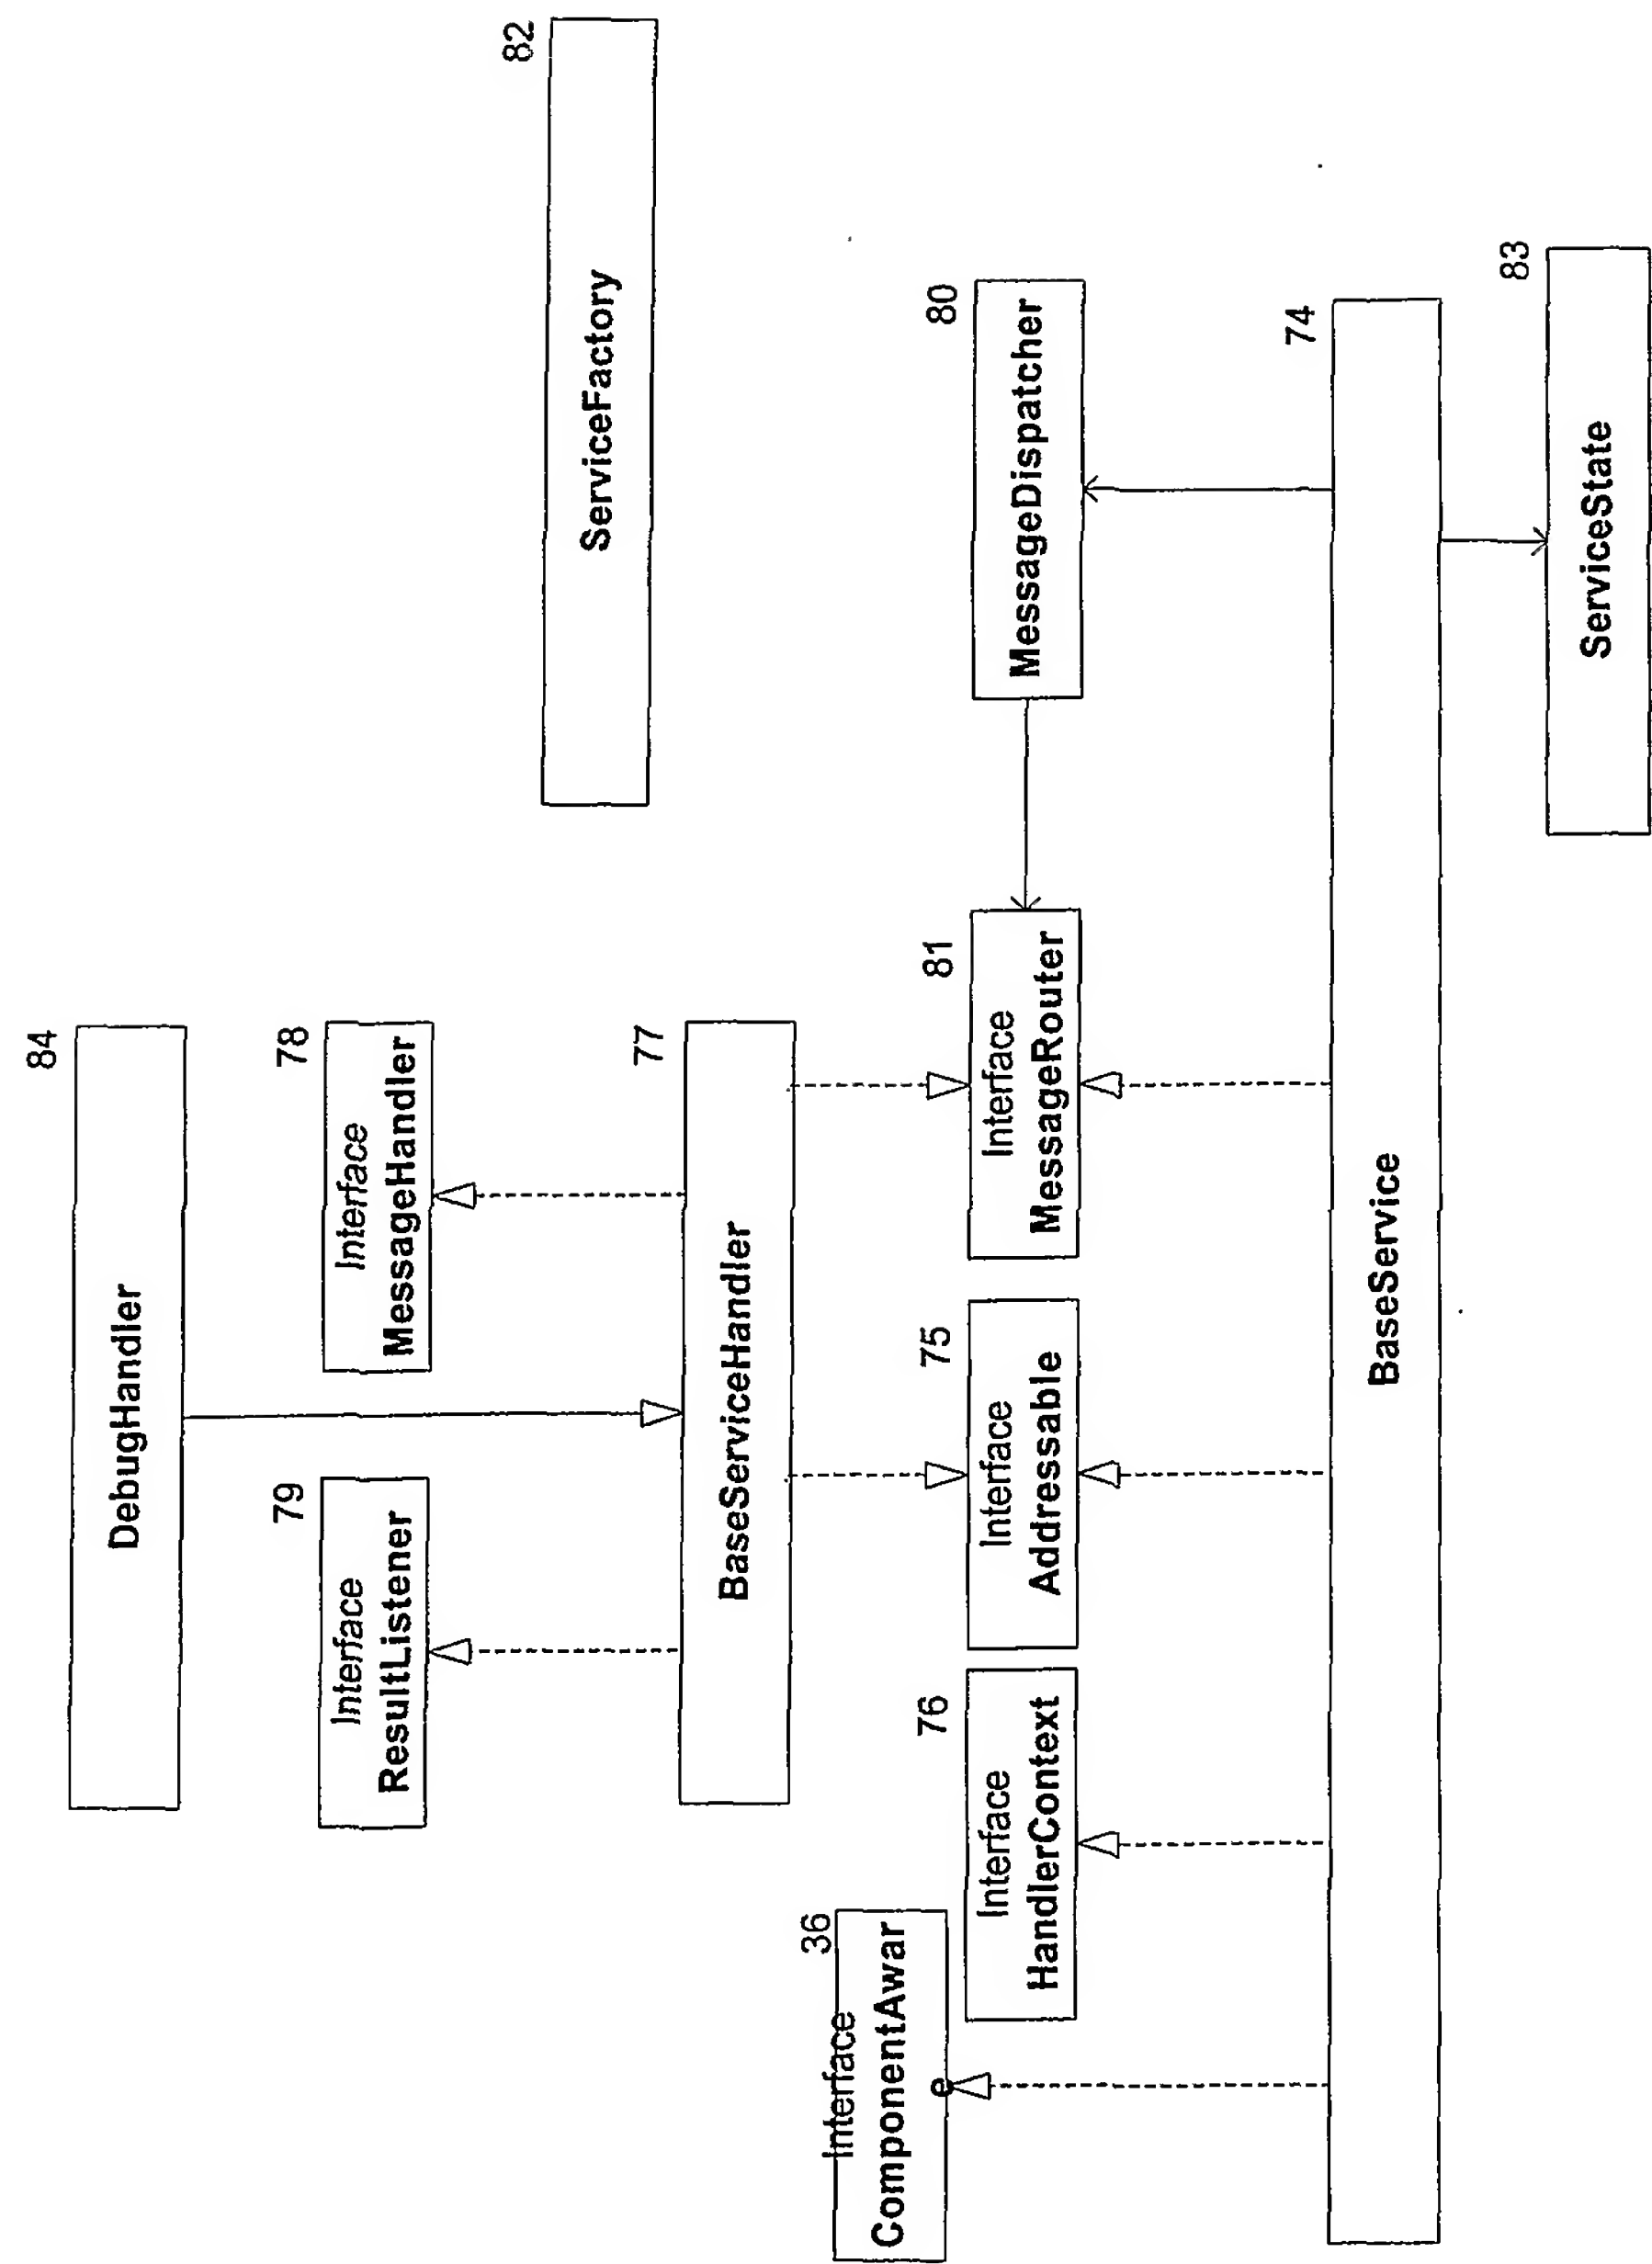 84
DebugHandler
79
Interface
ResultListener
78
Interface
MessageHandler
82
ServiceFactory
77
BaseServiceHandler
36
Interface
ComponentAwar
e
76
Interface
HandlerContext
75
Interface
Addressable
81
Interface
MessageRouter
80
MessageDispatcher
74
BaseService
83
ServiceState